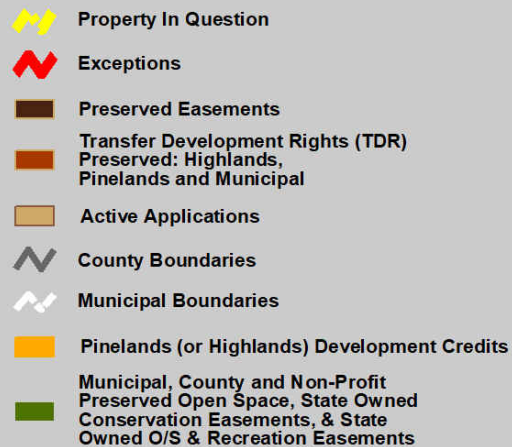 Property In Question
Exceptions
Preserved Easements
Transfer Development Rights (TDR)
Preserved: Highlands,
Pinelands and Municipal
Active Applications
County Boundaries
Municipal Boundaries
Pinelands (or Highlands) Development Credits
Municipal, County and Non-Profit
Preserved Open Space, State Owned
Conservation Easements, & State
Owned O/S & Recreation Easements